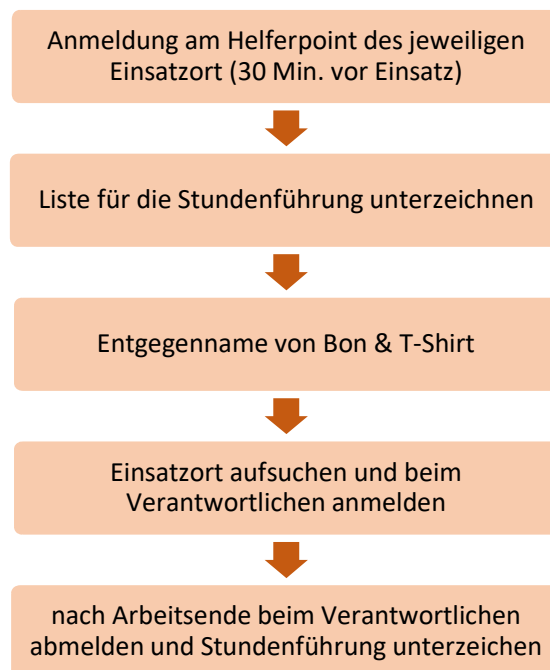 Anmeldung am Helferpoint des jeweiligen
Einsatzort (30 Min. vor Einsatz)
Liste für die Stundenführung unterzeichnen
Entgegenname von Bon & T-Shirt
Einsatzort aufsuchen und beim
Verantwortlichen anmelden
nach Arbeitsende beim Verantwortlichen
abmelden und Stundenführung unterzeichen